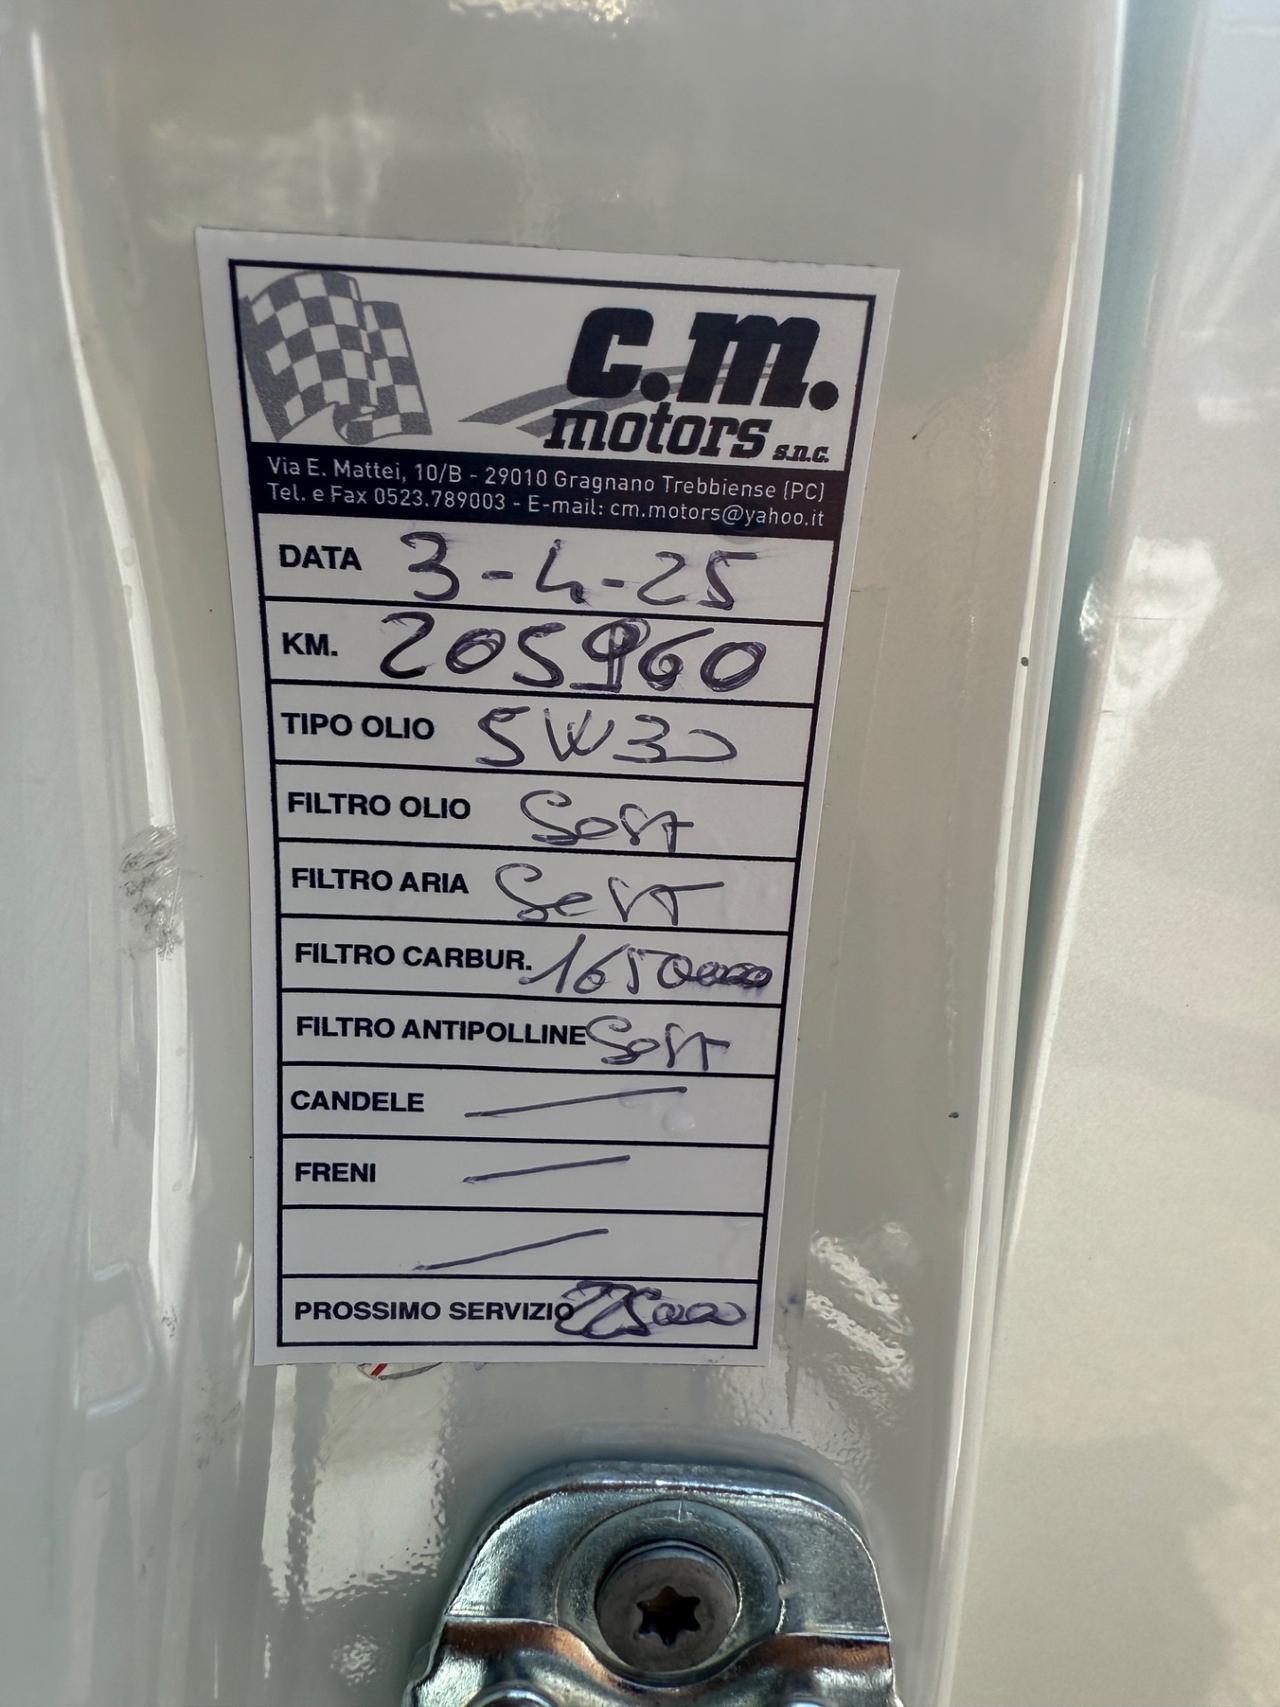 c.m.
motors s.n.c.
Via E. Mattei, 10/B - 29010 Gragnano Trebbiense (PC)
Tel. e Fax 0523.789003 - E-mail: cm.motors@yahoo.it
DATA 3-4-25
KM. 205960
TIPO OLIO 5W30
FILTRO OLIO Sost
FILTRO ARIA Sost
FILTRO CARBUR.
FILTRO ANTIPOLLINE Sost
CANDELE
FRENI
PROSSIMO SERVIZIO 225000